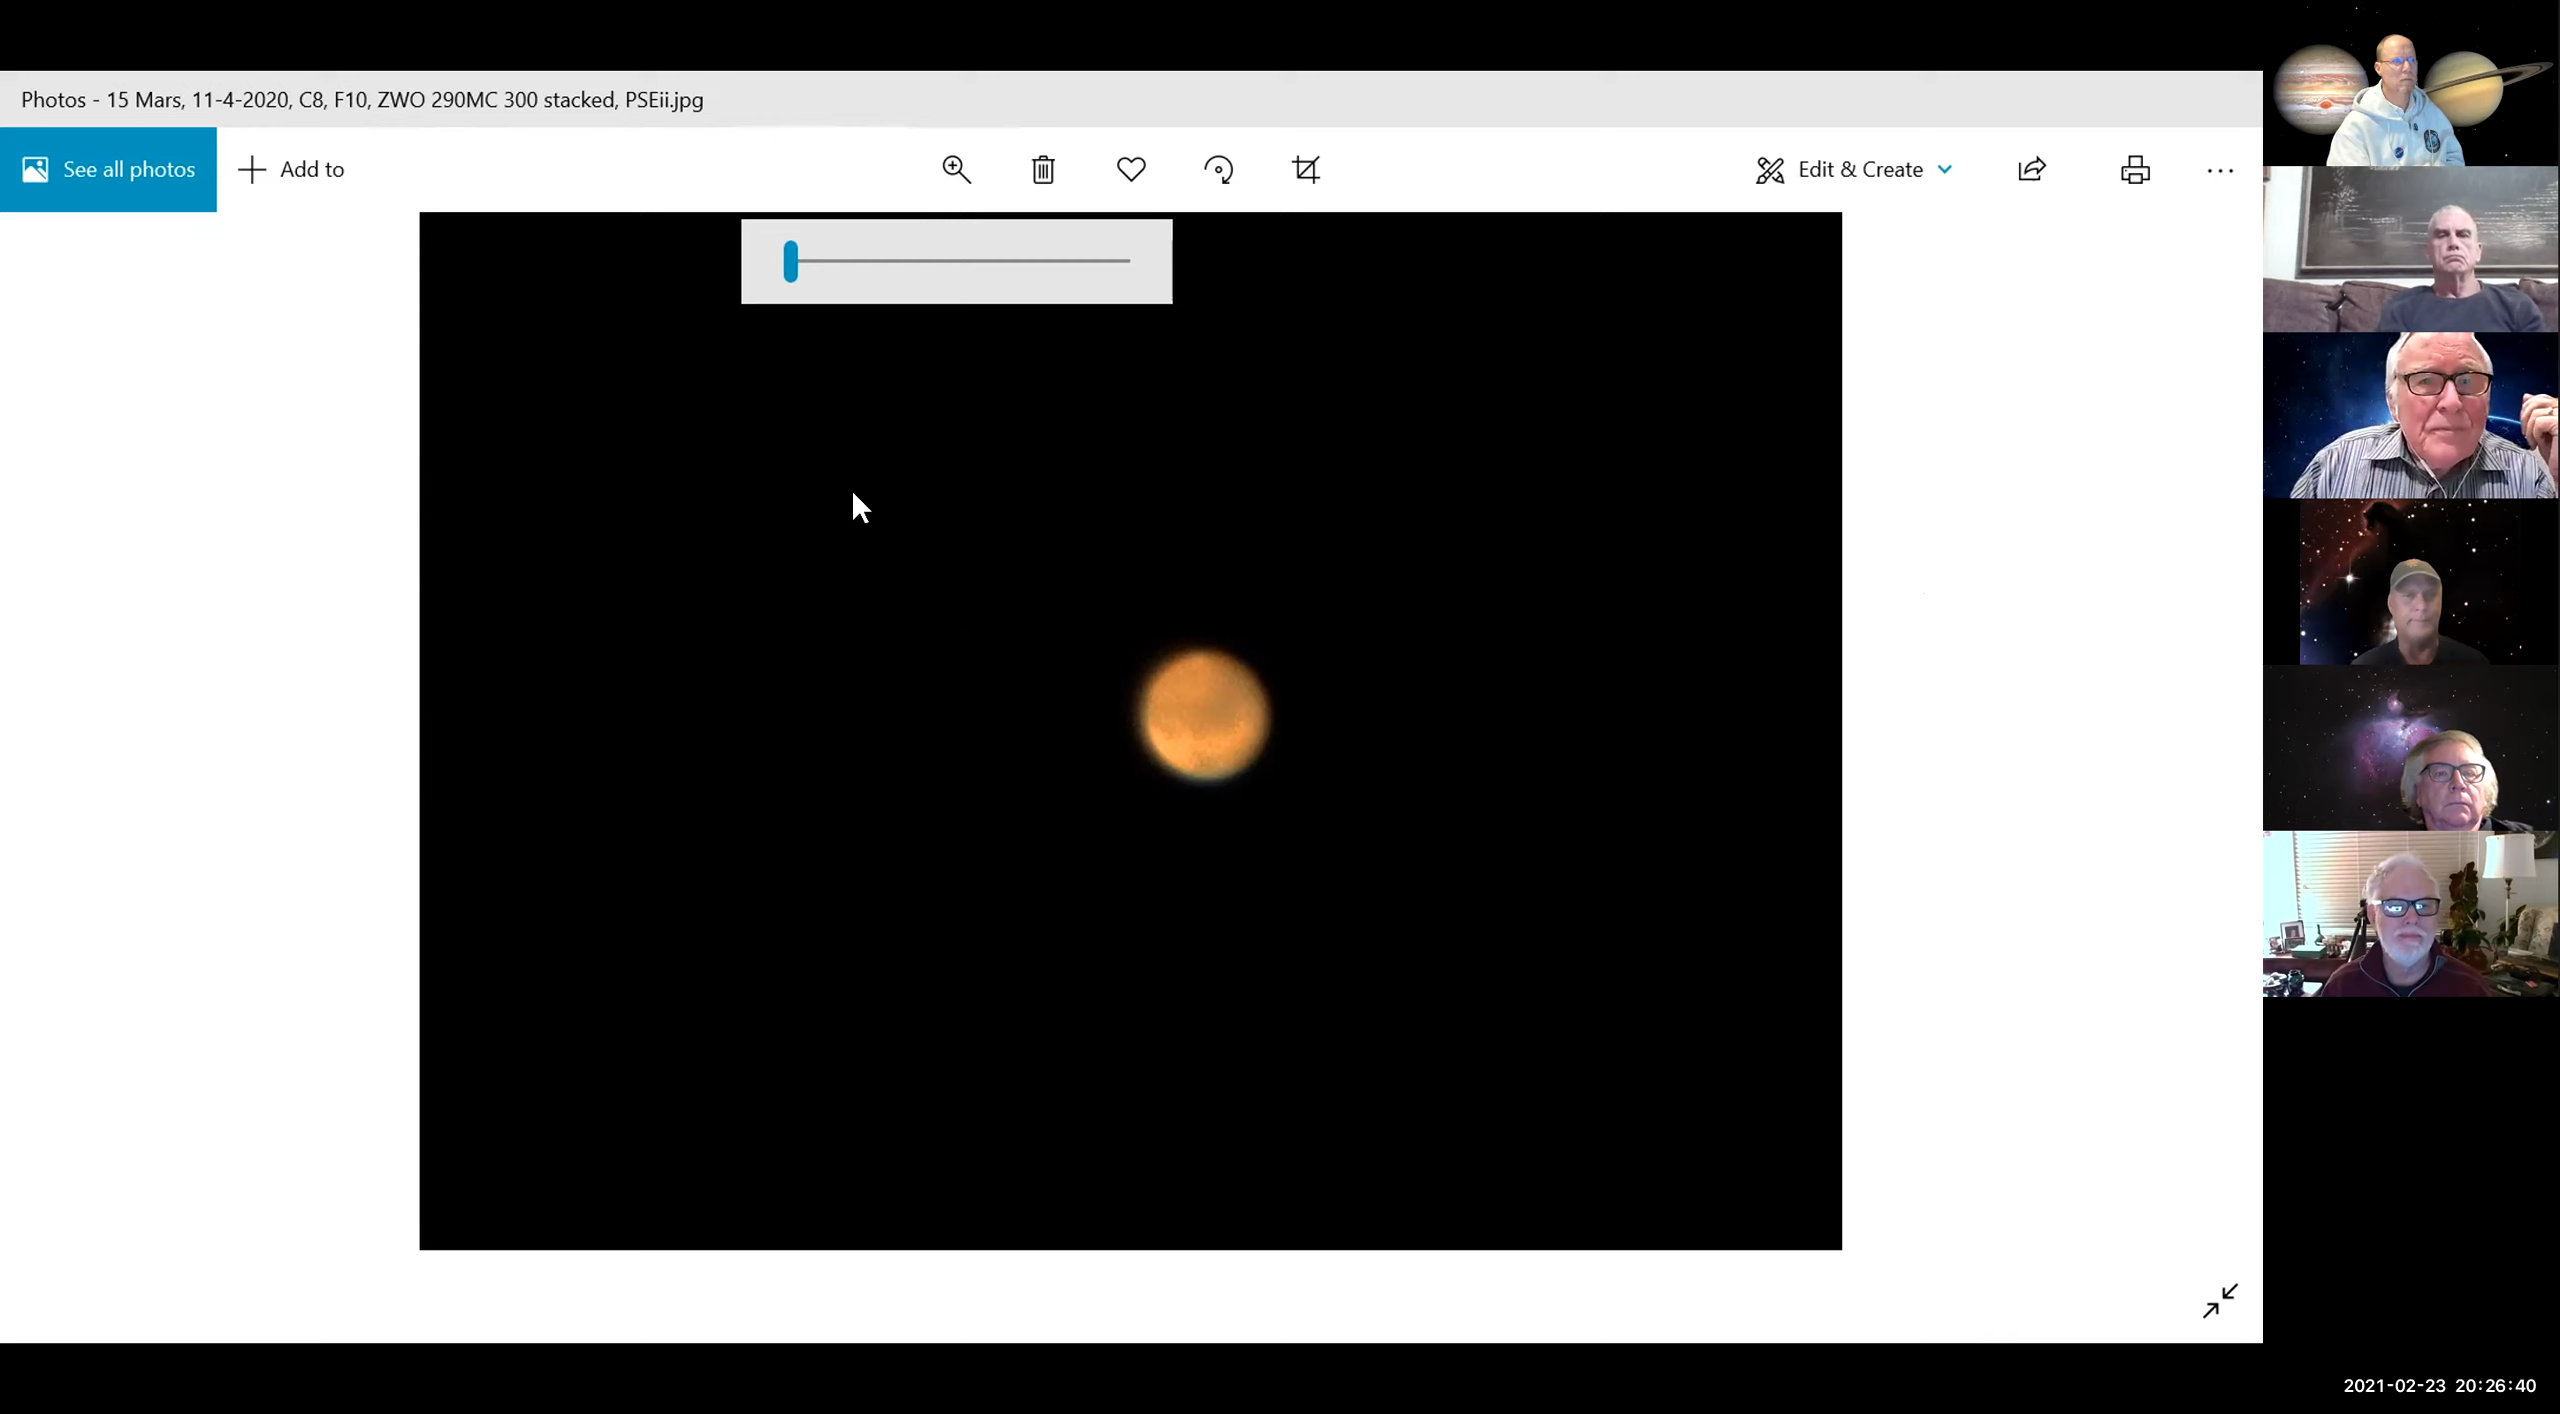 Photos - 15 Mars, 11-4-2020, C8, F10, ZWO 290MC 300 stacked, PSEii.jpg
See all photos
Add to
Edit & Create
2021-02-23 20:26:40